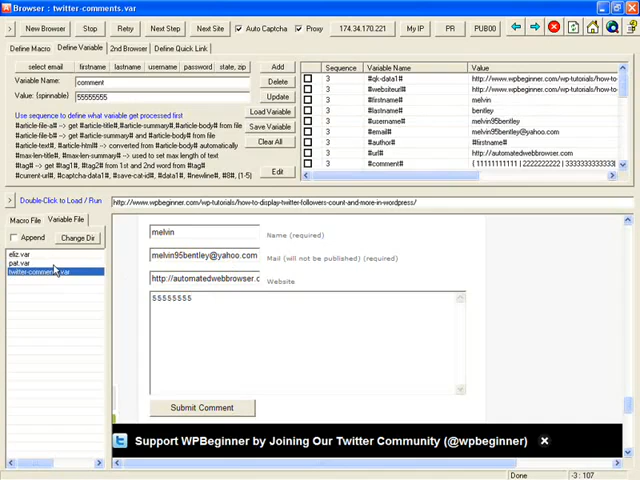 Browser : twitter-comments.var
> New Browser Stop Retry Next Step Next Site Auto Captcha Proxy 174.34.170.221 My IP PR PUB00
Define Macro Define Variable 2nd Browser Define Quick Link
select email firstname lastname username password state, zip Add
Variable Name: comment Delete
Value: {spinnable} 55555555 Update
Use sequence to define what variable get processed first Load Variable
#article-file-a# -> get #article-title#,#article-summary#,#article-body# from file
#article-file-b# -> get #article-summary# and #article-body# from file Save Variable
#article-text#, #article-html# -> converted from #article-body# automatically
#max-len-title#, #max-len-summary# -> used to set max length of text Clear All
#tag# -> get #tag1#, #tag2# from 1st and 2nd word from #tag#
#current-url#, #captcha-data1#, #save-cat-id#, #data1#, #newline#, #8#, (1-5) Edit
Sequence Variable Name Value
3 #qk-data1# http://www.wpbeginner.com/wp-tutorials/how-to
3 #websiteurl# http://www.wpbeginner.com/wp-tutorials/how-to
3 #firstname# melvin
3 #lastname# bentley
3 #username# melvin95bentley
3 #email# melvin95bentley@yahoo.com
3 #author# #firstname#
3 #url# http://automatedwebbrowser.com
3 #comment# { 11111111111 | 2222222222 | 33333333333
> Double-Click to Load / Run http://www.wpbeginner.com/wp-tutorials/how-to-display-twitter-followers-count-and-more-in-wordpress/
Macro File Variable File
Append Change Dir
eliz.var
pat.var
twitter-comments.var
melvin Name (required)
melvin95bentley@yahoo.com Mail (will not be published) (required)
http://automatedwebbrowser.c Website
55555555
Submit Comment
Support WPBeginner by Joining Our Twitter Community (@wpbeginner) X
Done -3 : 107